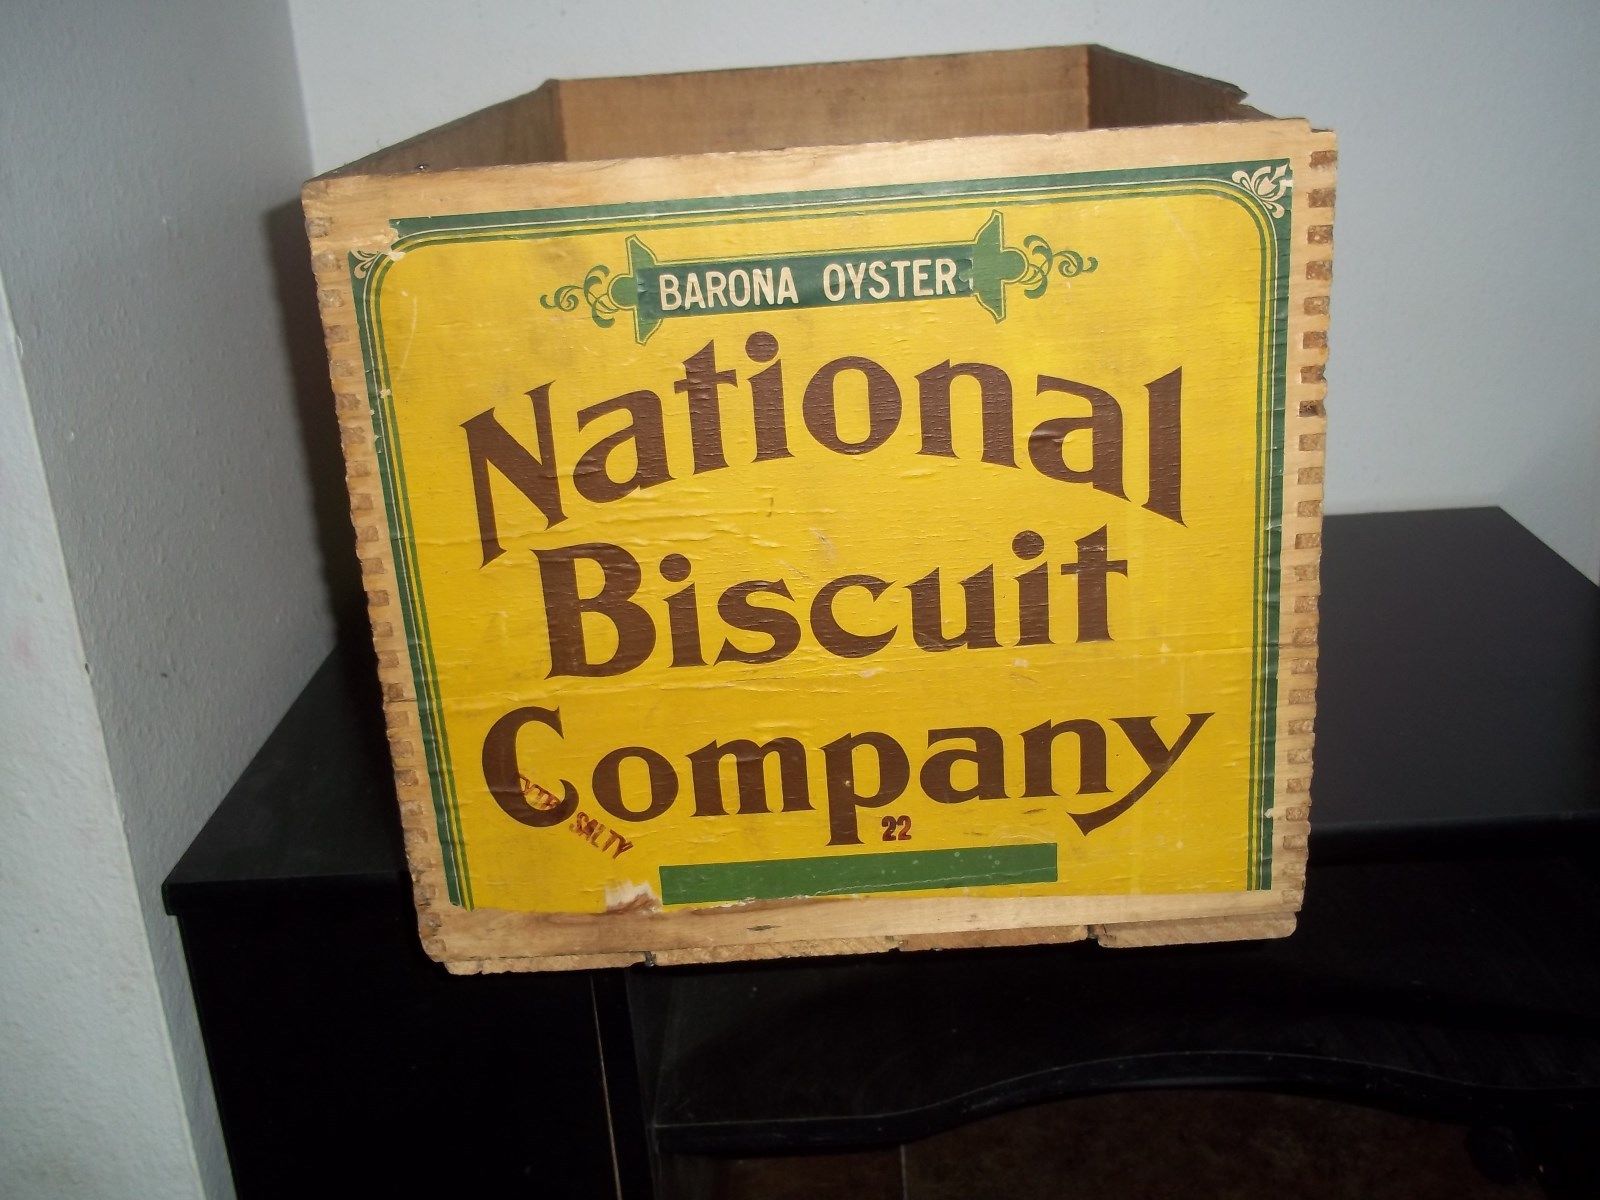 BARONA OYSTER
National
Biscuit
Company
SALTY
22